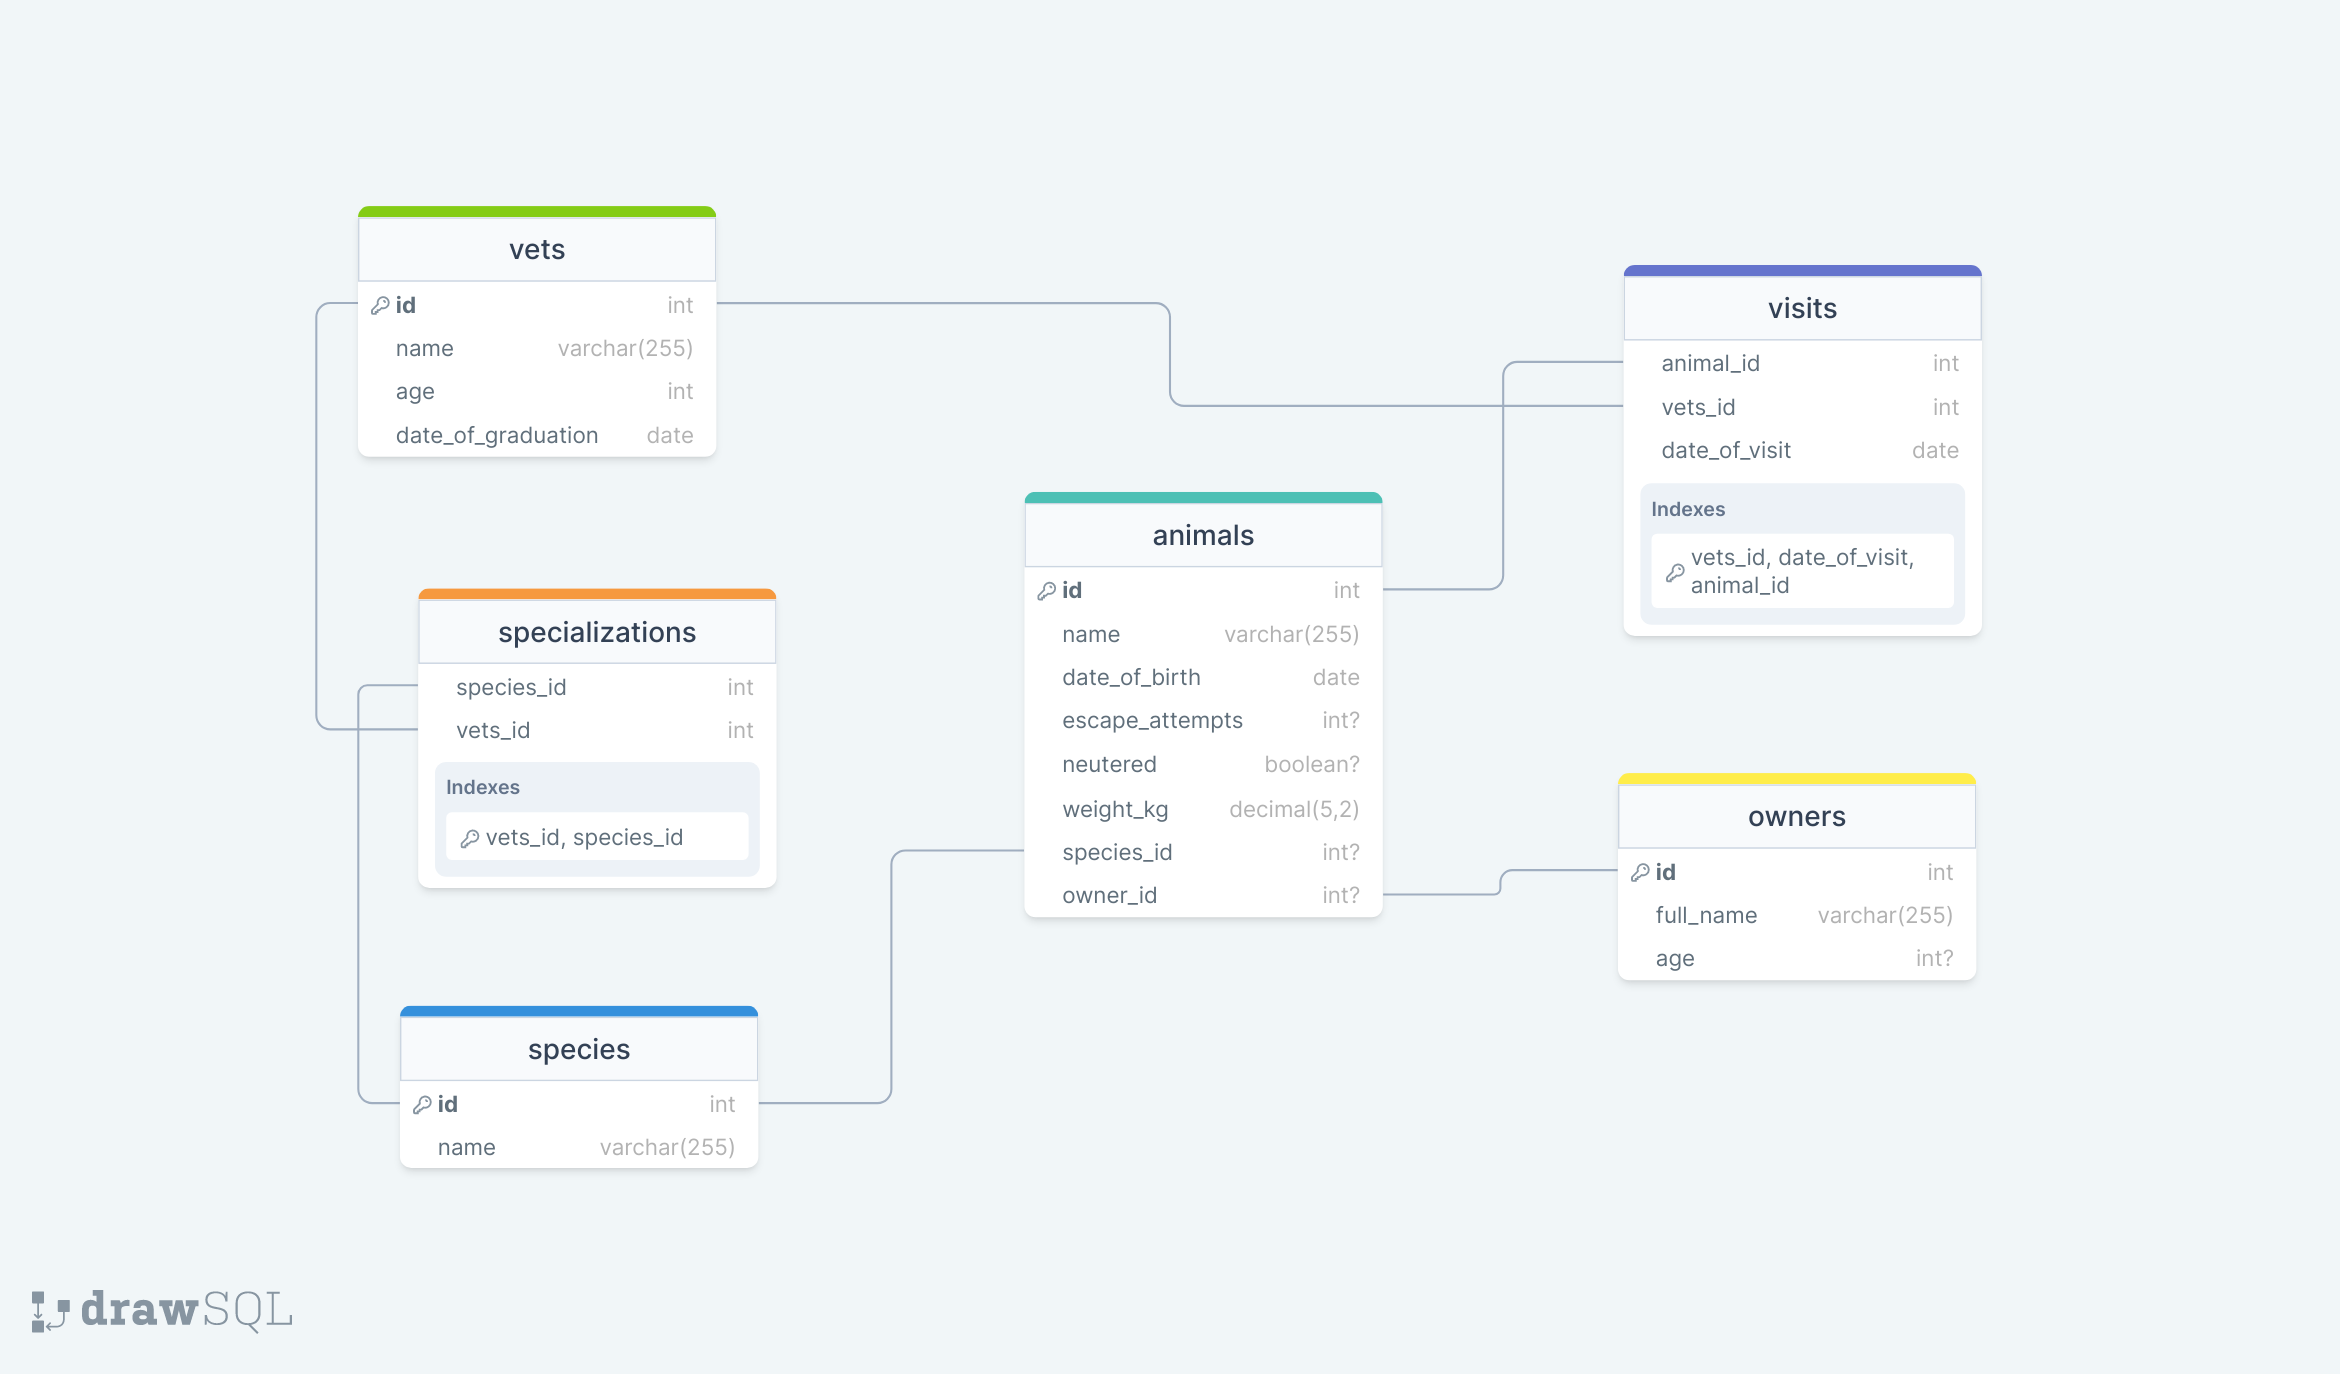 vets
id int
name varchar(255)
age int
date_of_graduation date
visits
animal_id int
vets_id int
date_of_visit date
Indexes
vets_id, date_of_visit,
animal_id
animals
id int
name varchar(255)
date_of_birth date
escape_attempts int?
neutered boolean?
weight_kg decimal(5,2)
species_id int?
owner_id int?
specializations
species_id int
vets_id int
Indexes
vets_id, species_id
owners
id int
full_name varchar(255)
age int?
species
id int
name varchar(255)
drawSQL